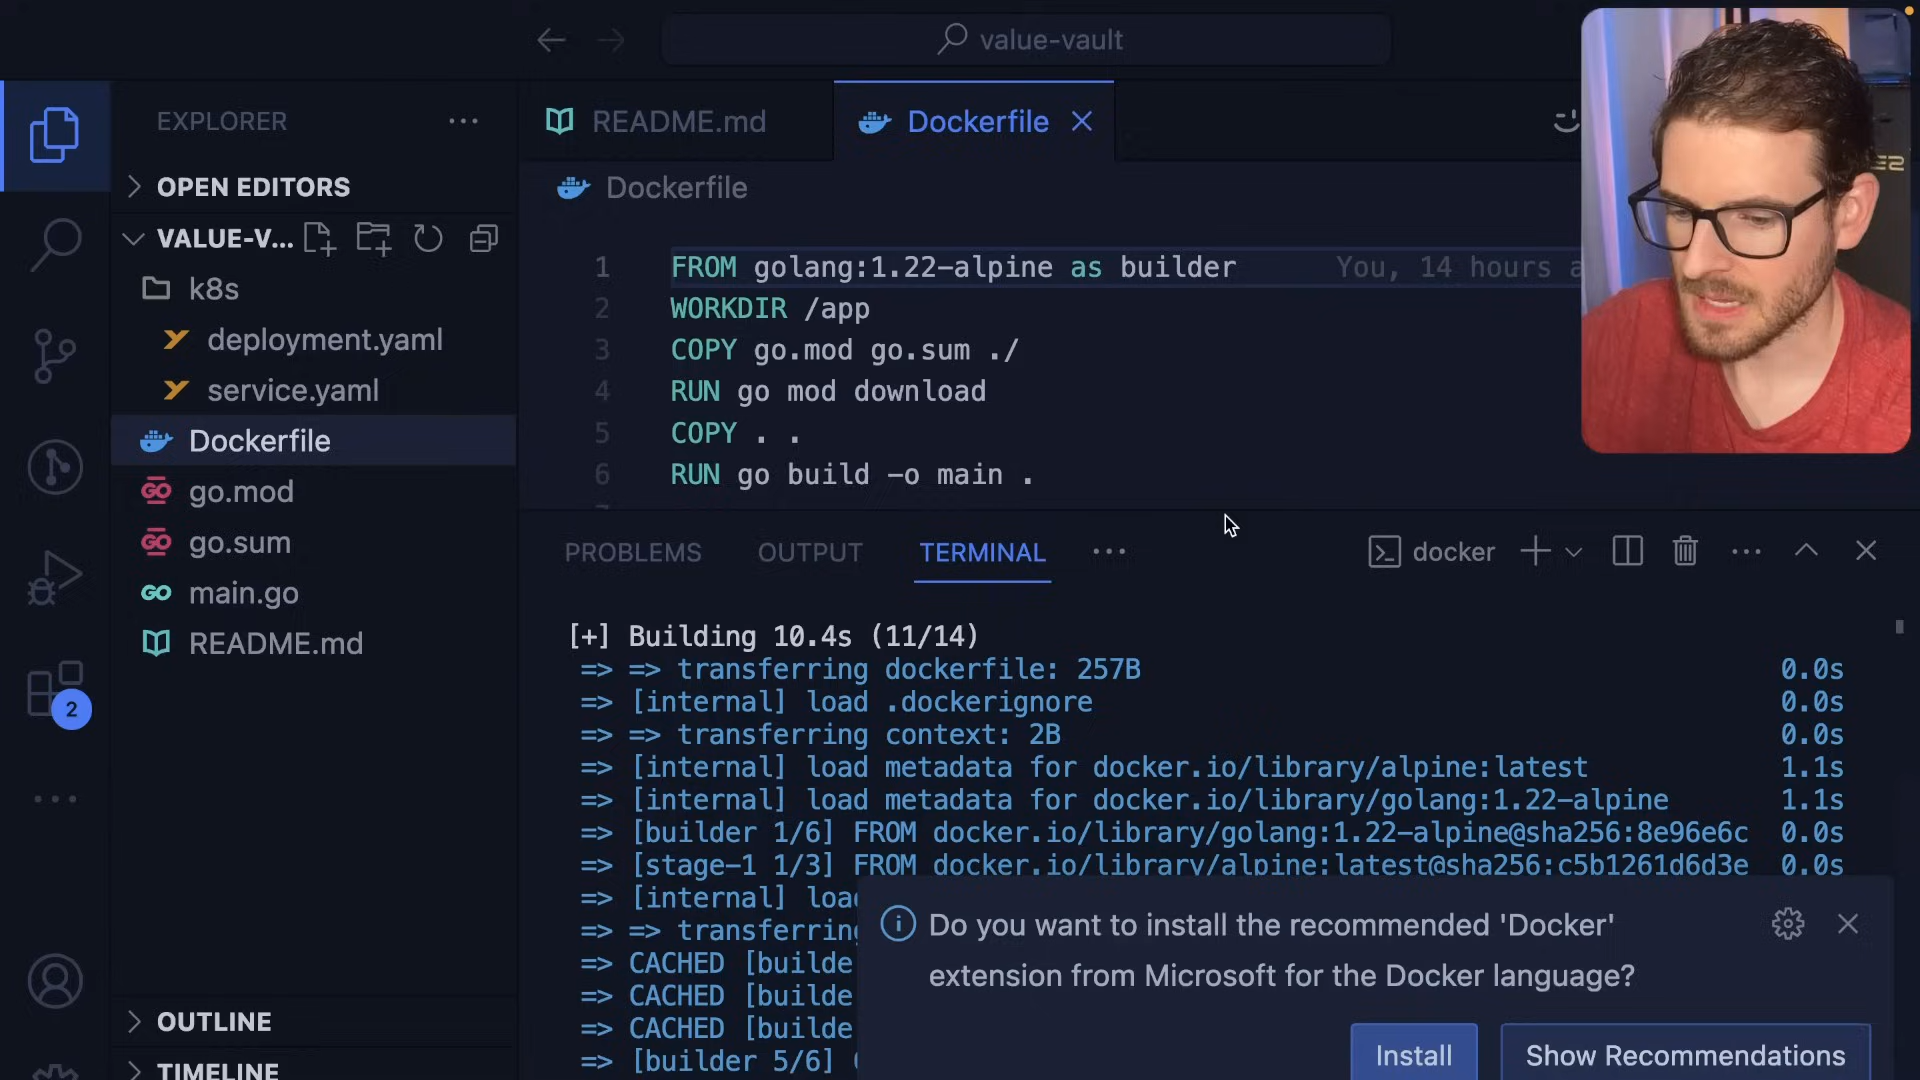 value-vault
EXPLORER
README.md
Dockerfile
OPEN EDITORS
Dockerfile
VALUE-V...
k8s
deployment.yaml
service.yaml
Dockerfile
go.mod
go.sum
main.go
README.md
OUTLINE
TIMELINE
2
1 FROM golang:1.22-alpine as builder You, 14 hours a
2 WORKDIR /app
3 COPY go.mod go.sum ./
4 RUN go mod download
5 COPY . .
6 RUN go build -o main .
PROBLEMS OUTPUT TERMINAL
docker
[+] Building 10.4s (11/14)
=> => transferring dockerfile: 257B 0.0s
=> [internal] load .dockerignore 0.0s
=> => transferring context: 2B 0.0s
=> [internal] load metadata for docker.io/library/alpine:latest 1.1s
=> [internal] load metadata for docker.io/library/golang:1.22-alpine 1.1s
=> [builder 1/6] FROM docker.io/library/golang:1.22-alpine@sha256:8e96e6c 0.0s
=> [stage-1 1/3] FROM docker.io/library/alpine:latest@sha256:c5b1261d6d3e 0.0s
=> [internal] loa
=> => transferring
=> CACHED [builde
=> CACHED [builde
=> CACHED [builde
=> [builder 5/6]
Do you want to install the recommended 'Docker'
extension from Microsoft for the Docker language?
Install
Show Recommendations